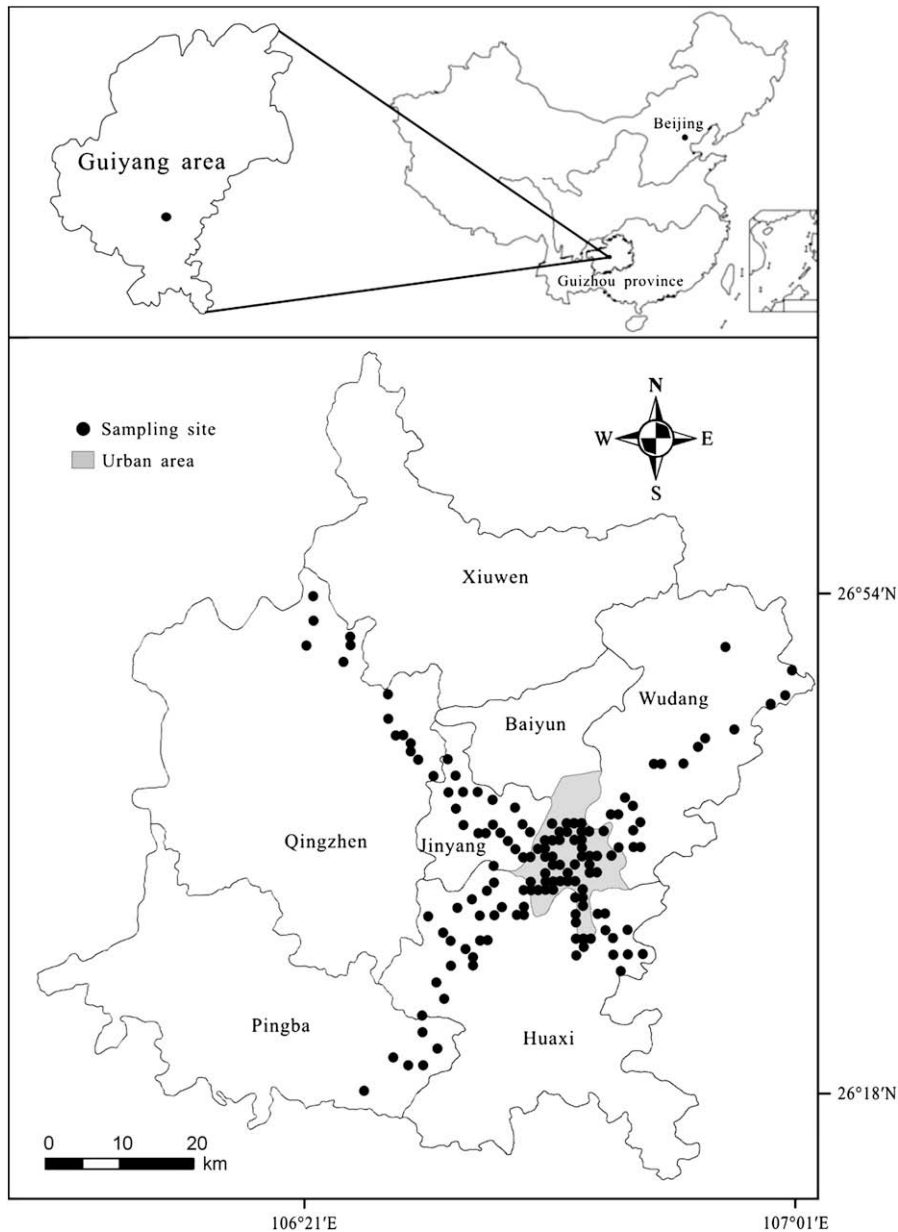 Guiyang area
Beijing
Guizhou province
Sampling site
Urban area
N
W
E
S
Xiuwen
26°54′N
Wudang
Baiyun
Qingzhen
Jinyang
Pingba
Huaxi
26°18′N
0 10 20
km
106°21′E
107°01′E